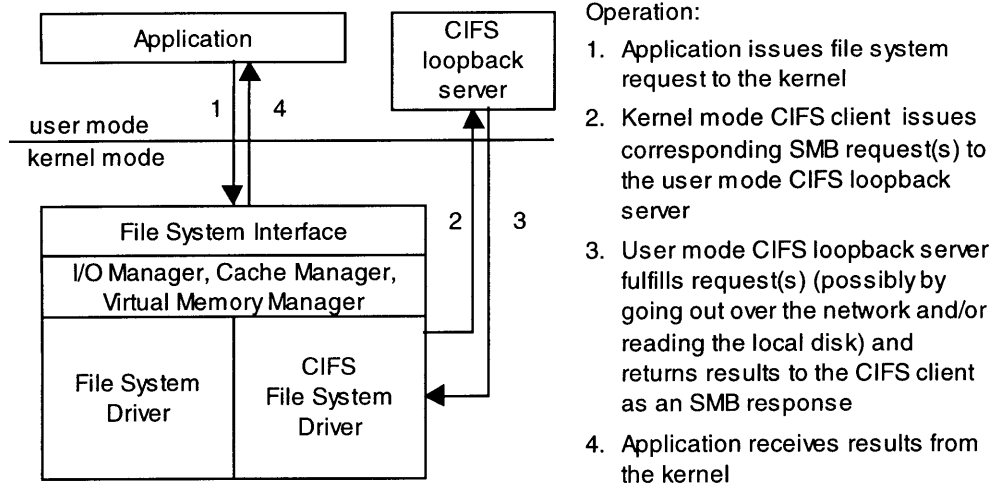 Application
CIFS
loopback
server
1
4
user mode
kernel mode
2
3
File System Interface
I/O Manager, Cache Manager,
Virtual Memory Manager
File System
Driver
CIFS
File System
Driver
Operation:
1. Application issues file system
request to the kernel
2. Kernel mode CIFS client issues
corresponding SMB request(s) to
the user mode CIFS loopback
server
3. User mode CIFS loopback server
fulfills request(s) (possibly by
going out over the network and/or
reading the local disk) and
returns results to the CIFS client
as an SMB response
4. Application receives results from
the kernel